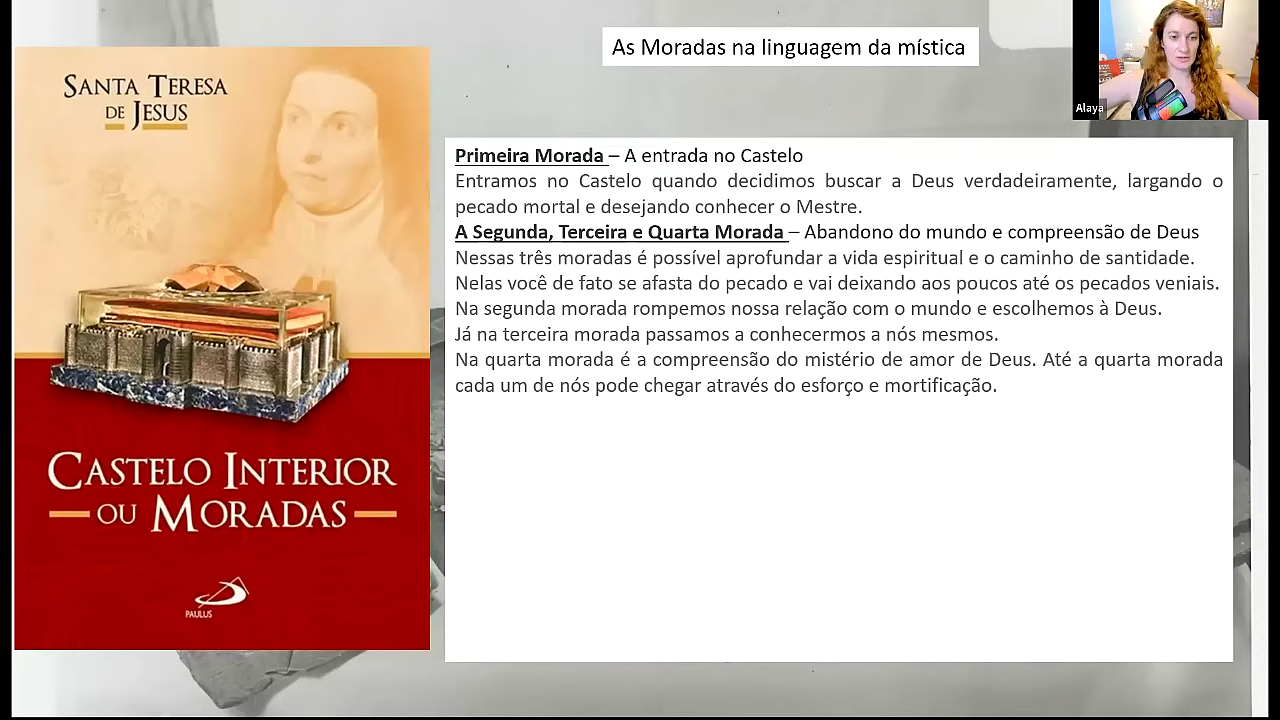 As Moradas na linguagem da mística
Alaya
SANTA TERESA
DE JESUS
CASTELO INTERIOR
OU MORADAS
PAULUS
Primeira Morada – A entrada no Castelo
Entramos no Castelo quando decidimos buscar a Deus verdadeiramente, largando o
pecado mortal e desejando conhecer o Mestre.
A Segunda, Terceira e Quarta Morada – Abandono do mundo e compreensão de Deus
Nessas três moradas é possível aprofundar a vida espiritual e o caminho de santidade.
Nelas você de fato se afasta do pecado e vai deixando aos poucos até os pecados veniais.
Na segunda morada rompemos nossa relação com o mundo e escolhemos à Deus.
Já na terceira morada passamos a conhecermos a nós mesmos.
Na quarta morada é a compreensão do mistério de amor de Deus. Até a quarta morada
cada um de nós pode chegar através do esforço e mortificação.